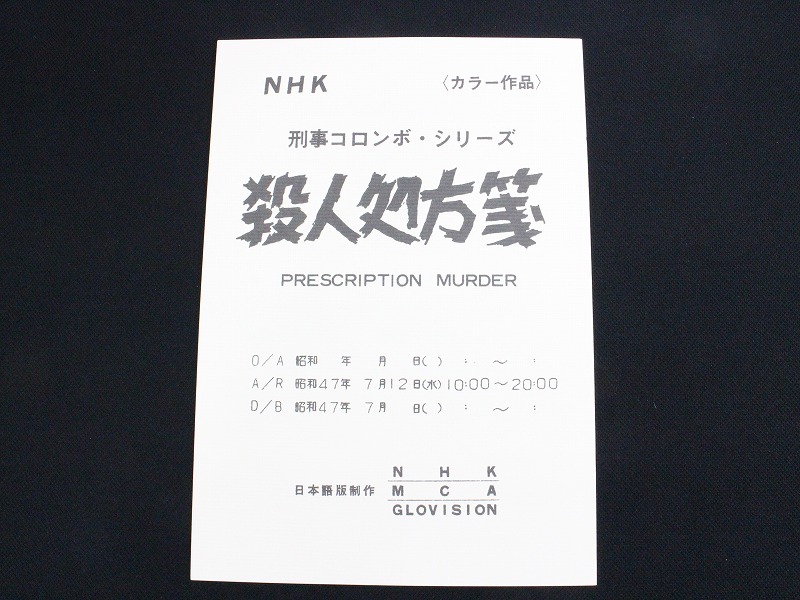 NHK 〈カラー作品〉
刑事コロンボ・シリーズ
殺人処方箋
PRESCRIPTION MURDER
O/A 昭和 年 月 日( ) : ~ :
A/R 昭和47年 7月12日(水) 10:00~20:00
D/B 昭和47年 7月 日( ) : ~ :
日本語版制作
NHK
MCA
GLOVISION